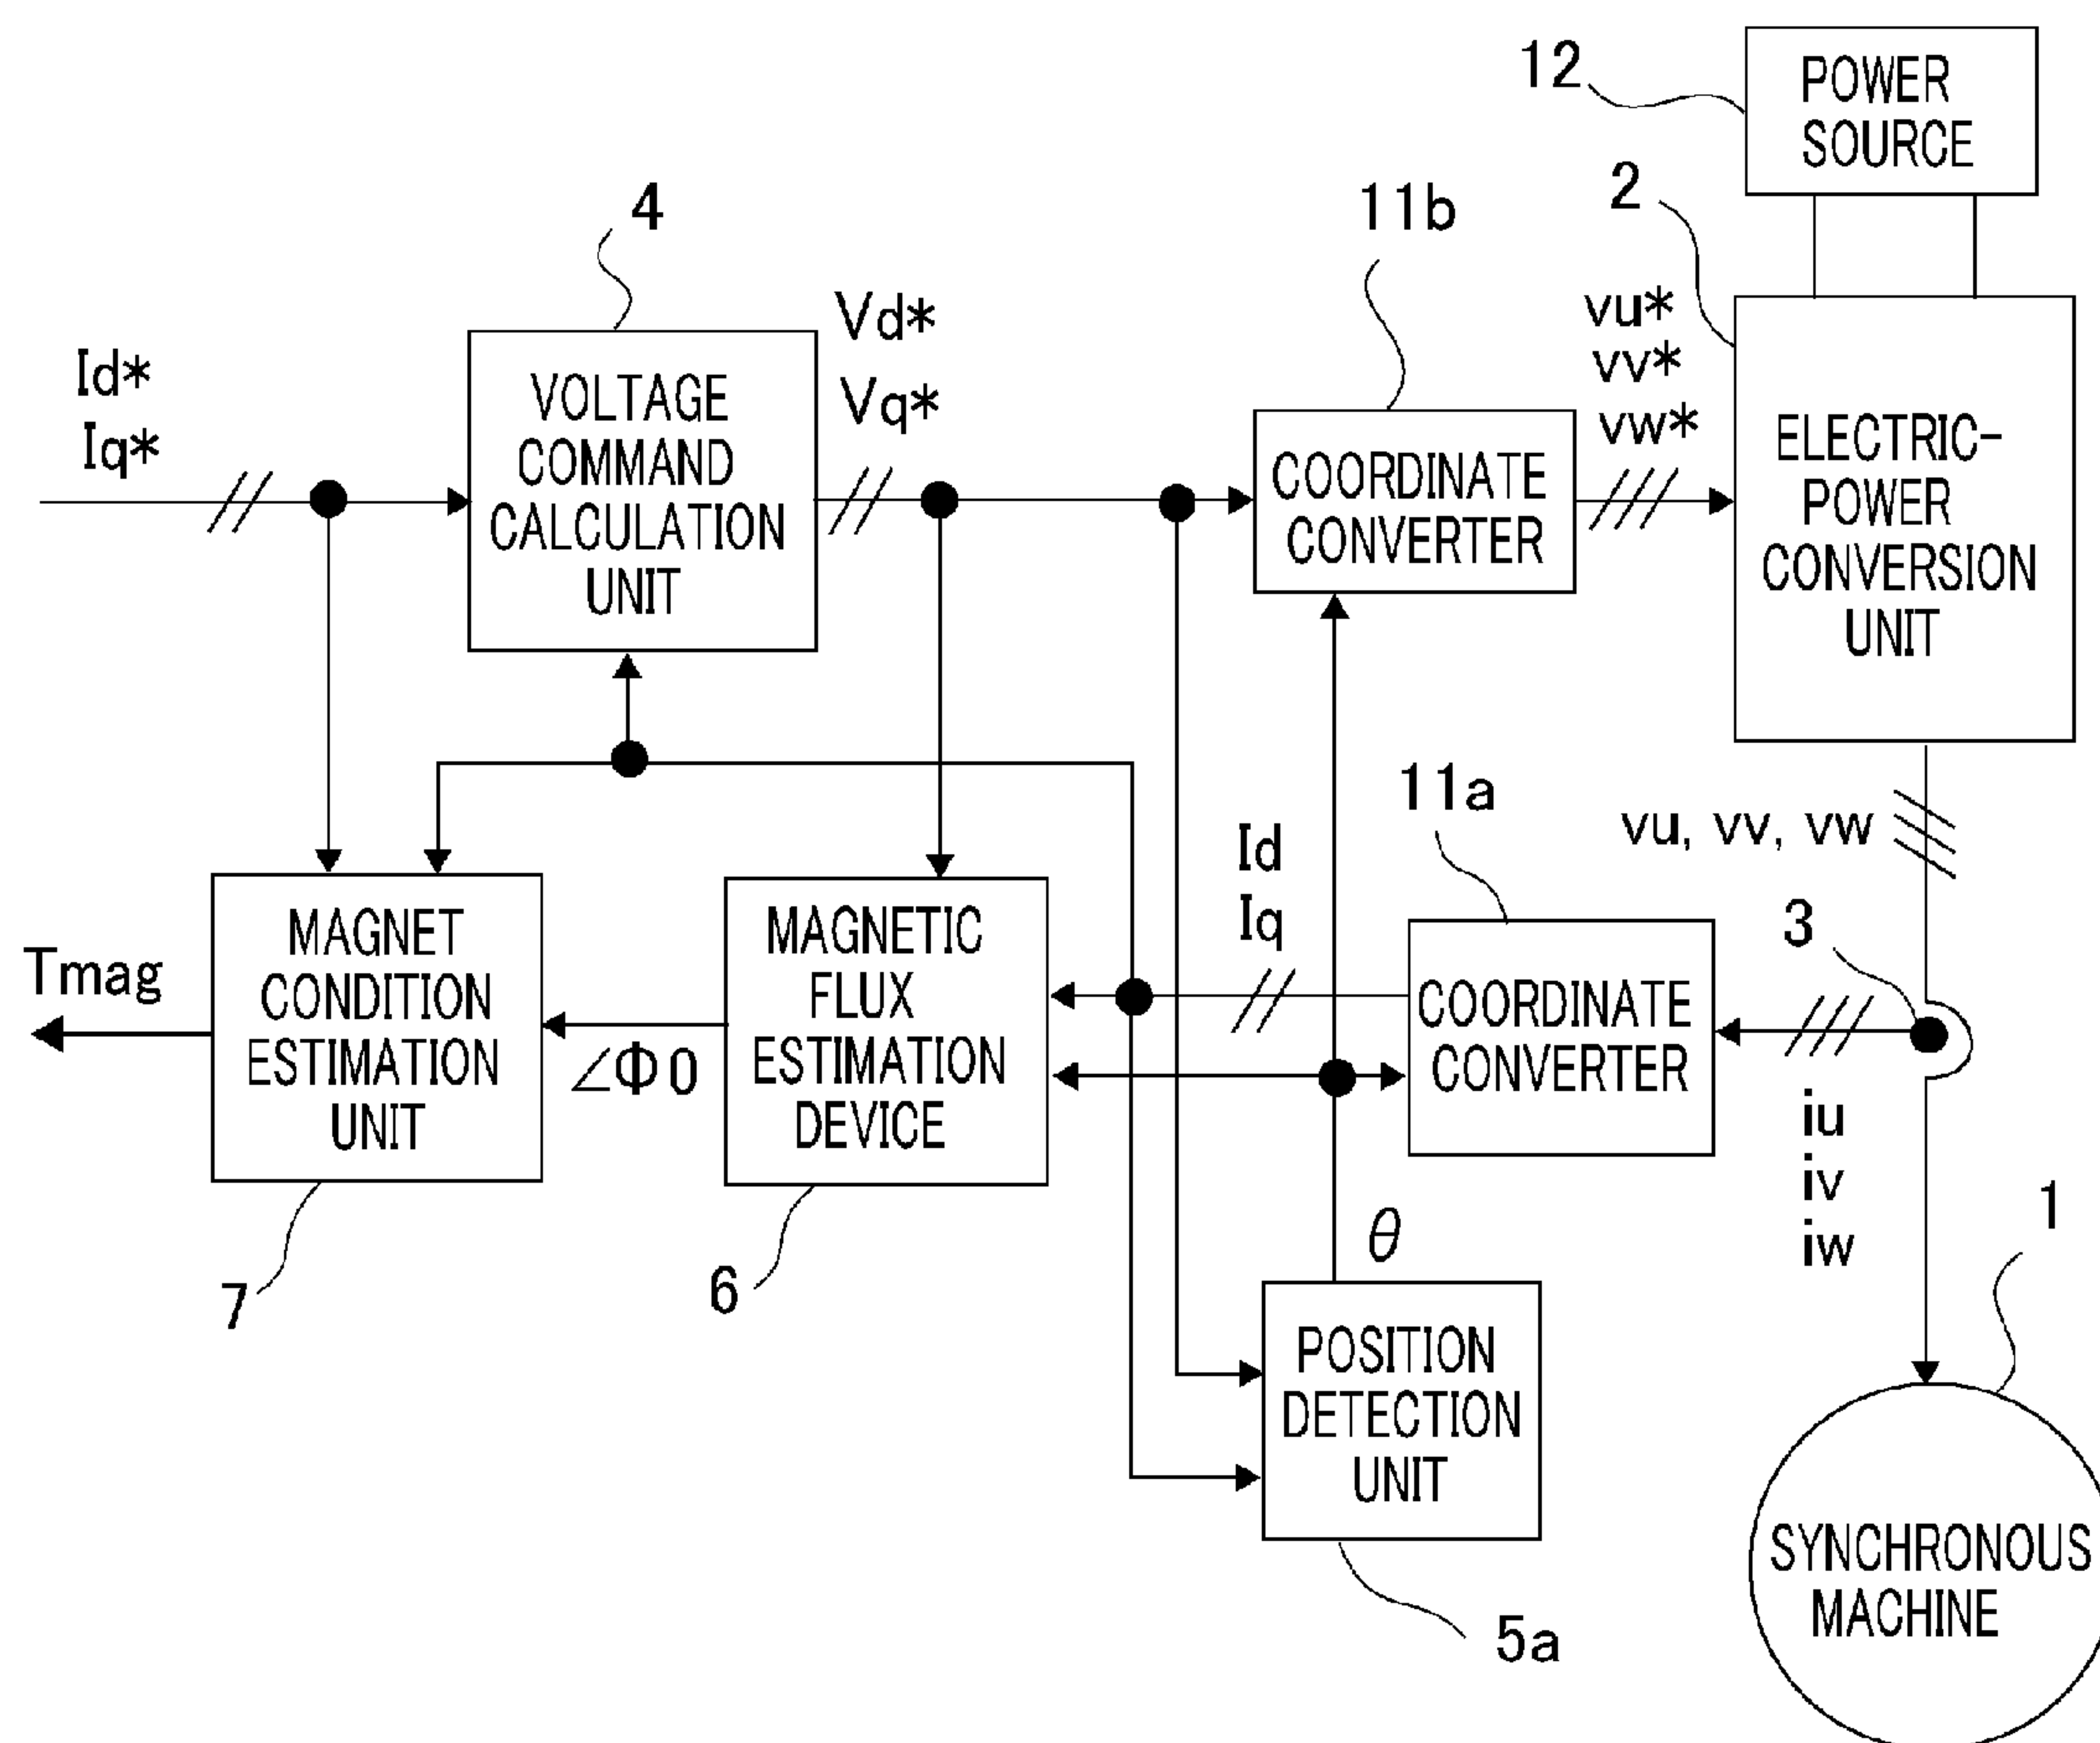 12
POWER
SOURCE
2
4
11b
Vd*
Vq*
vu*
vv*
vw*
Id*
Iq*
VOLTAGE
COMMAND
CALCULATION
UNIT
COORDINATE
CONVERTER
ELECTRIC-
POWER
CONVERSION
UNIT
11a
vu, vv, vw
Id
Iq
3
Tmag
MAGNET
CONDITION
ESTIMATION
UNIT
∠Φ0
MAGNETIC
FLUX
ESTIMATION
DEVICE
COORDINATE
CONVERTER
iu
iv
iw
1
θ
7
6
POSITION
DETECTION
UNIT
5a
SYNCHRONOUS
MACHINE